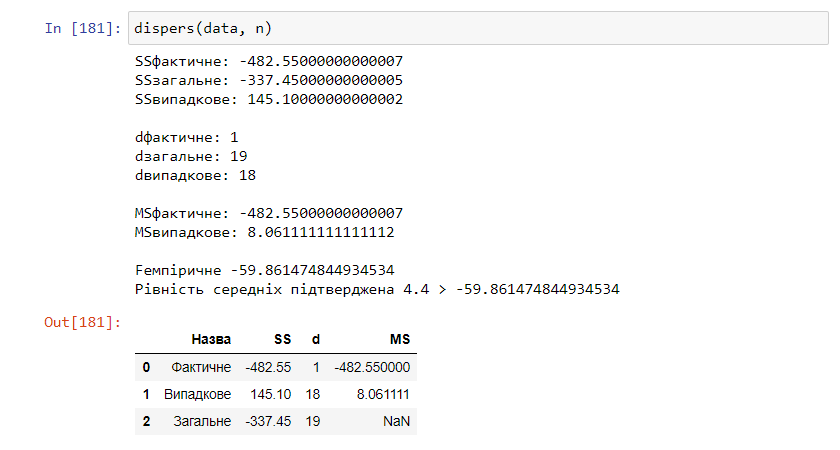 In [181]: dispers(data, n)
SSфактичне: -482.55000000000007
SSзагальне: -337.45000000000005
SSвипадкове: 145.10000000000002
dфактичне: 1
dзагальне: 19
dвипадкове: 18
MSфактичне: -482.55000000000007
MSвипадкове: 8.061111111111112
Fемпіричне -59.861474844934534
Рівність середніх підтверджена 4.4 > -59.861474844934534
Out[181]:
Назва SS d MS
0 Фактичне -482.55 1 -482.550000
1 Випадкове 145.10 18 8.061111
2 Загальне -337.45 19 NaN